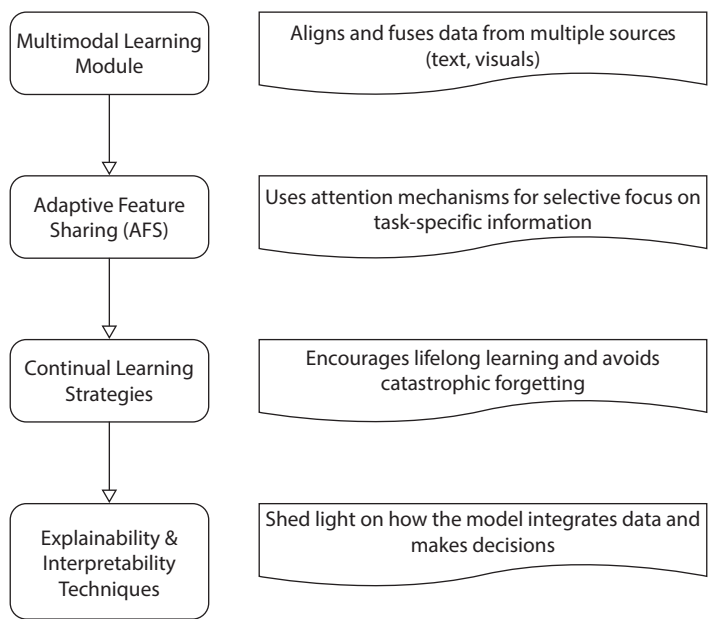 Multimodal Learning
Module
Aligns and fuses data from multiple sources
(text, visuals)
Adaptive Feature
Sharing (AFS)
Uses attention mechanisms for selective focus on
task-specific information
Continual Learning
Strategies
Encourages lifelong learning and avoids
catastrophic forgetting
Explainability &
Interpretability
Techniques
Shed light on how the model integrates data and
makes decisions